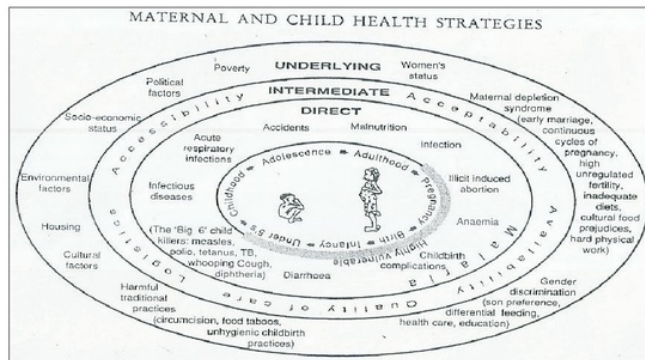 MATERNAL AND CHILD HEALTH STRATEGIES
UNDERLYING
Poverty
Women's
status
Political
factors
Socio-economic
status
Environmental
factors
Housing
Cultural
factors
Harmful
traditional
practices
(circumcision, food taboos,
unhygienic childbirth
practices)
Maternal depletion
syndrome
(early marriage,
continuous
cycles of
pregnancy,
high
unregulated
fertility,
inadequate
diets,
cultural food
prejudices,
hard physical
work)
Gender
discrimination
(son preference,
differential feeding,
health care, education)
INTERMEDIATE
Accessibility
Acceptability
Availability
Quality of care
Logistics
DIRECT
Accidents
Malnutrition
Acute
respiratory
infections
Infection
Infectious
diseases
Illicit induced
abortion
Anaemia
Malaria
(The 'Big 6' child
killers: measles,
polio, tetanus, TB,
whooping Cough,
diphtheria)
Diarrhoea
Childbirth
complications
Childhood
Adolescence
Adulthood
Pregnancy
Birth
Infancy
Under 5's
Highly vulnerable